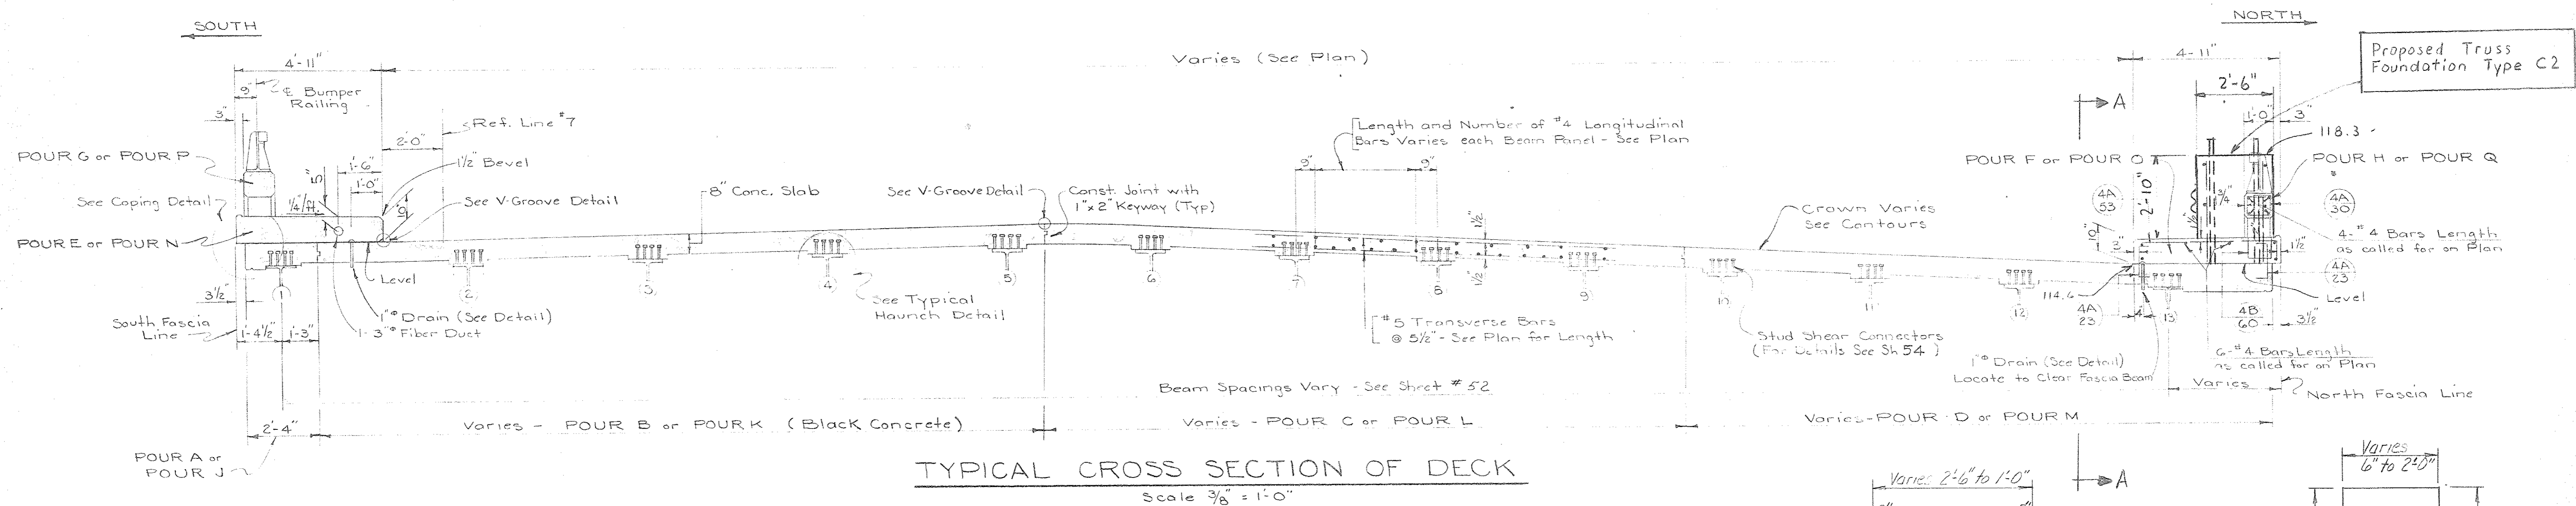 SOUTH
NORTH
4'-11"
Varies (See Plan)
4'-11"
Proposed Truss
Foundation Type C2
9"
℄ Bumper
Railing
3"
2'-6"
A
1'-0"
3"
Ref. Line #7
2'-0"
Length and Number of #4 Longitudinal
Bars Varies each Beam Panel - See Plan
118.3
POUR G or POUR P
1'-6"
1½" Bevel
1'-0"
5"
9"
9"
POUR F or POUR O
POUR H or POUR Q
See Coping Detail
¼"/ft.
See V-Groove Detail
8" Conc. Slab
See V-Groove Detail
Const. Joint with
1"x2" Keyway (Typ)
4A
53
2'-10"
4A
30
Crown Varies
See Contours
POUR E or POUR N
1½"
1½"
10"
4-#4 Bars Length
as called for on Plan
1½"
4A
23
Level
Level
1
2
3
4
5
6
7
8
9
10
11
12
13
3½"
South Fascia
Line
1'-4½"
1'-3"
1"ø Drain (See Detail)
1-3"ø Fiber Duct
See Typical
Haunch Detail
#5 Transverse Bars
@ 5½" - See Plan for Length
Stud Shear Connectors
(For Details See Sh 54)
114.6
4A
23
4B
60
3½"
1"ø Drain (See Detail)
Locate to Clear Fascia Beam
6-#4 Bars Length
as called for on Plan
Varies
North Fascia Line
Beam Spacings Vary - See Sheet #52
2'-4"
Varies - POUR B or POUR K (Black Concrete)
Varies - POUR C or POUR L
Varies - POUR D or POUR M
POUR A or
POUR J
TYPICAL CROSS SECTION OF DECK
Scale 3/8" = 1'-0"
Varies 2'-6" to 1'-0"
A
Varies
6" to 2'-0"